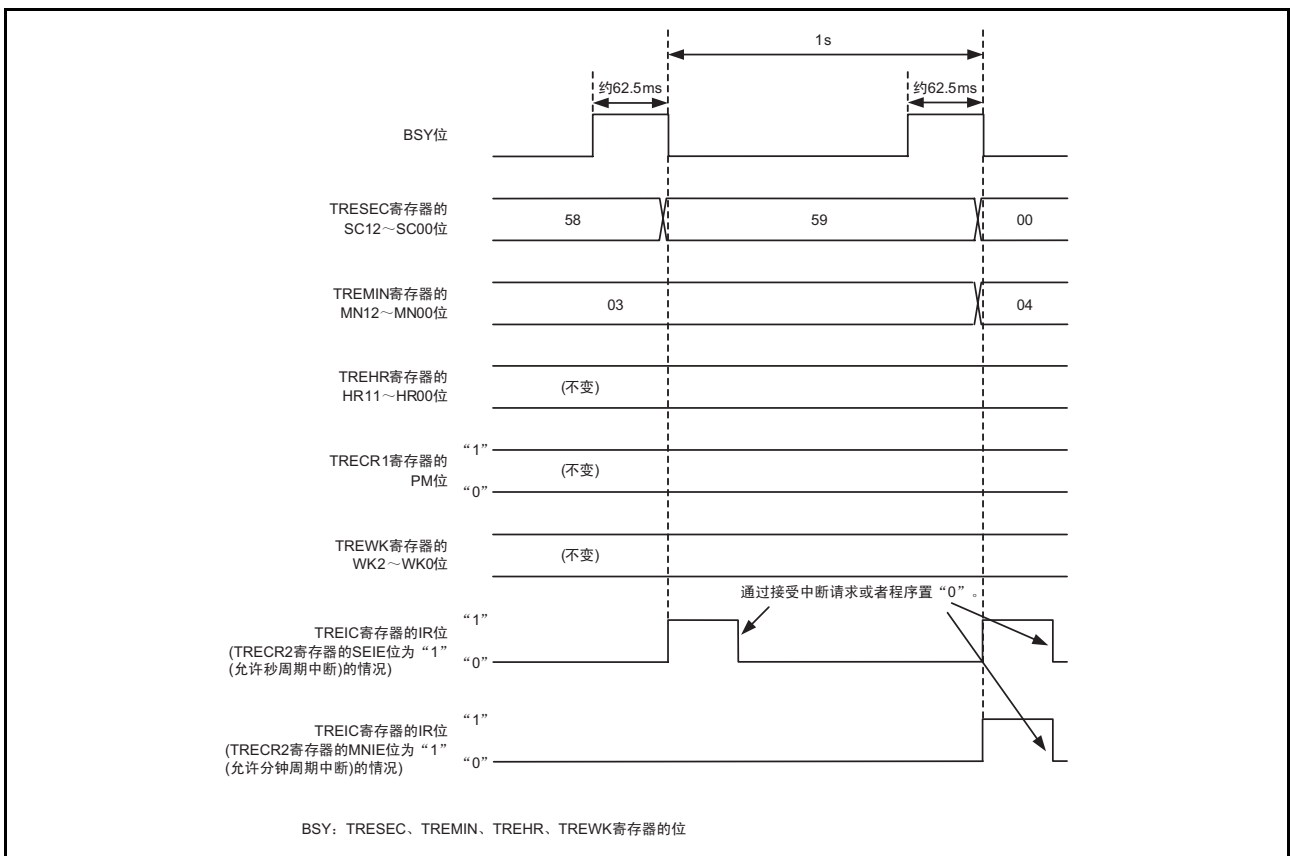 1s
约62.5ms
约62.5ms
BSY位
TRESEC寄存器的
SC12～SC00位
58
59
00
TREMIN寄存器的
MN12～MN00位
03
04
TREHR寄存器的
HR11～HR00位
(不变)
TRECR1寄存器的
PM位
“1”
“0”
(不变)
TREWK寄存器的
WK2～WK0位
(不变)
通过接受中断请求或者程序置“0”。
TREIC寄存器的IR位
(TRECR2寄存器的SEIE位为“1”
(允许秒周期中断)的情况)
“1”
“0”
TREIC寄存器的IR位
(TRECR2寄存器的MNIE位为“1”
(允许分钟周期中断)的情况)
“1”
“0”
BSY：TRESEC、TREMIN、TREHR、TREWK寄存器的位